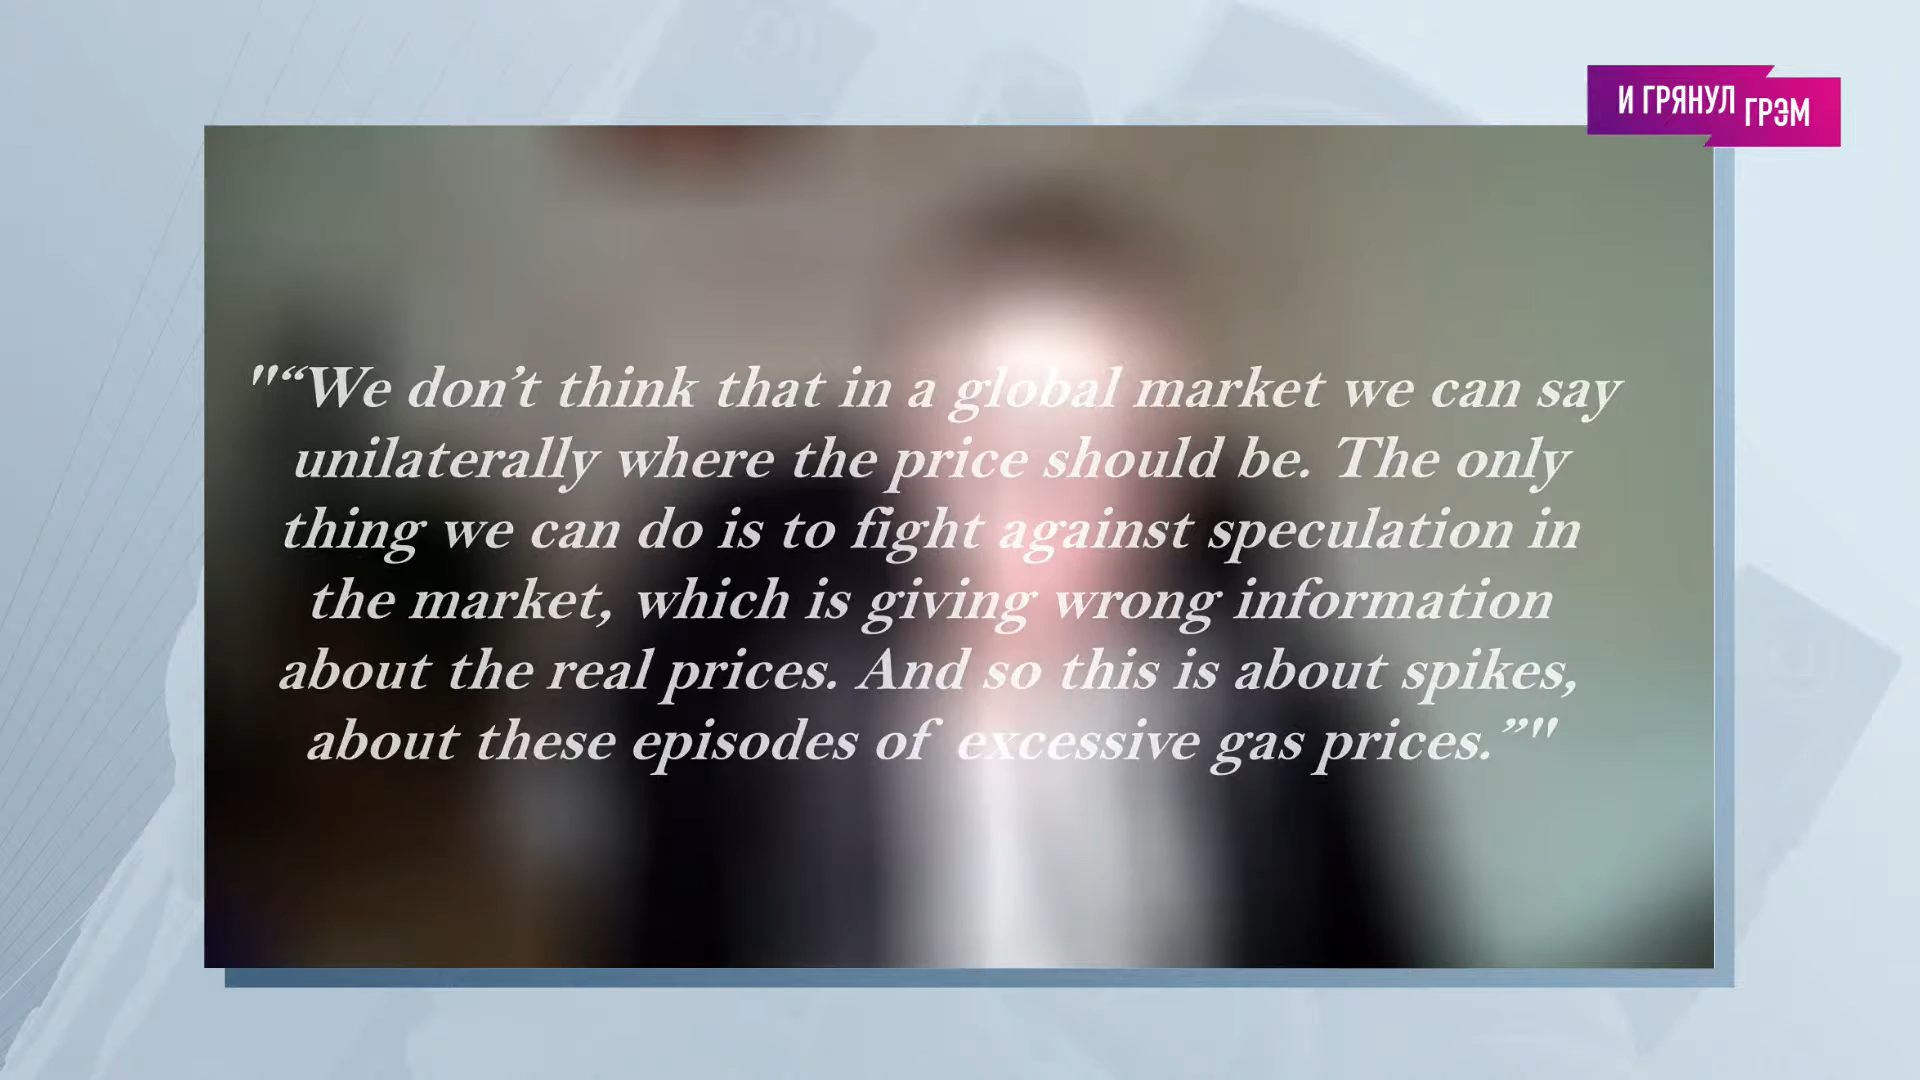 И ГРЯНУЛ
ГРЭМ
"“We don’t think that in a global market we can say
unilaterally where the price should be. The only
thing we can do is to fight against speculation in
the market, which is giving wrong information
about the real prices. And so this is about spikes,
about these episodes of excessive gas prices.”"